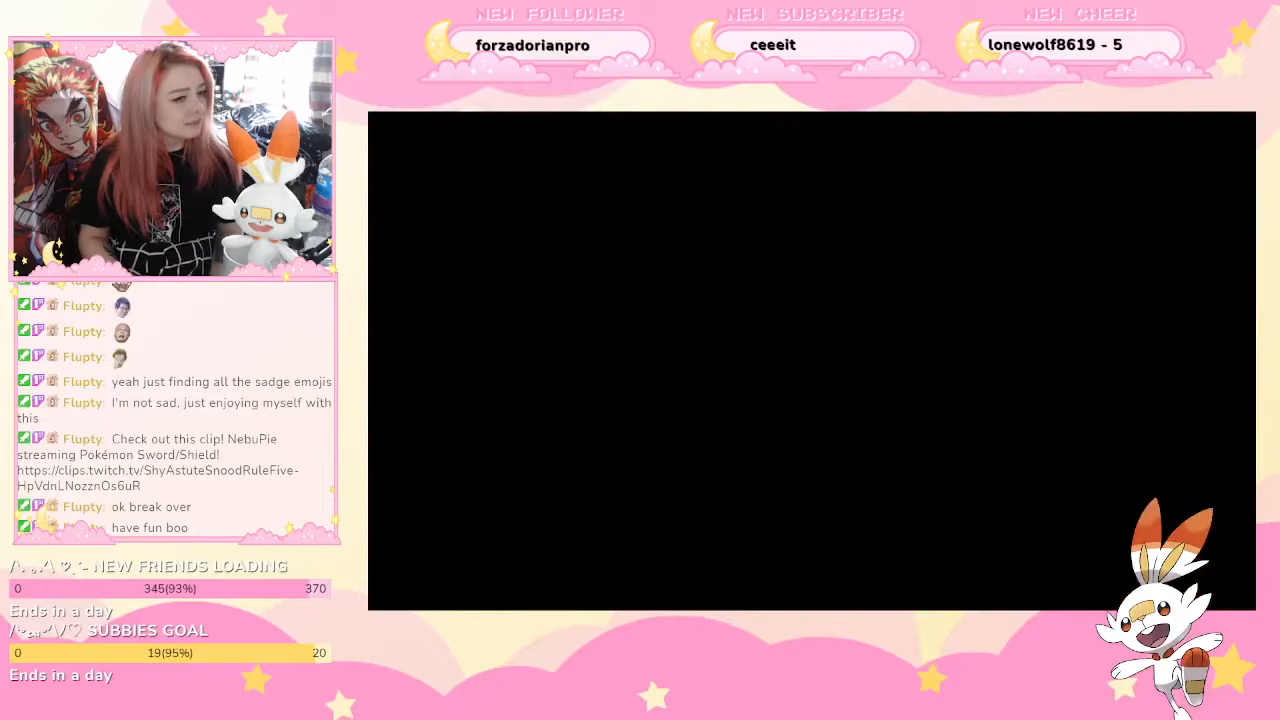 NEW FOLLOWER
NEW SUBSCRIBER
NEW CHEER
forzadorianpro
ceeeit
lonewolf8619 - 5
Flupty:
Flupty:
Flupty:
Flupty:
Flupty: yeah just finding all the sadge emojis
Flupty: I'm not sad, just enjoying myself with
this
Flupty: Check out this clip! NebuPie
streaming Pokémon Sword/Shield!
https://clips.twitch.tv/ShyAstuteSnoodRuleFive-
HpVdnLNozznOs6uR
Flupty: ok break over
Flupty: have fun boo
NEW FRIENDS LOADING
0 345(93%) 370
Ends in a day
SUBBIES GOAL
0 19(95%) 20
Ends in a day